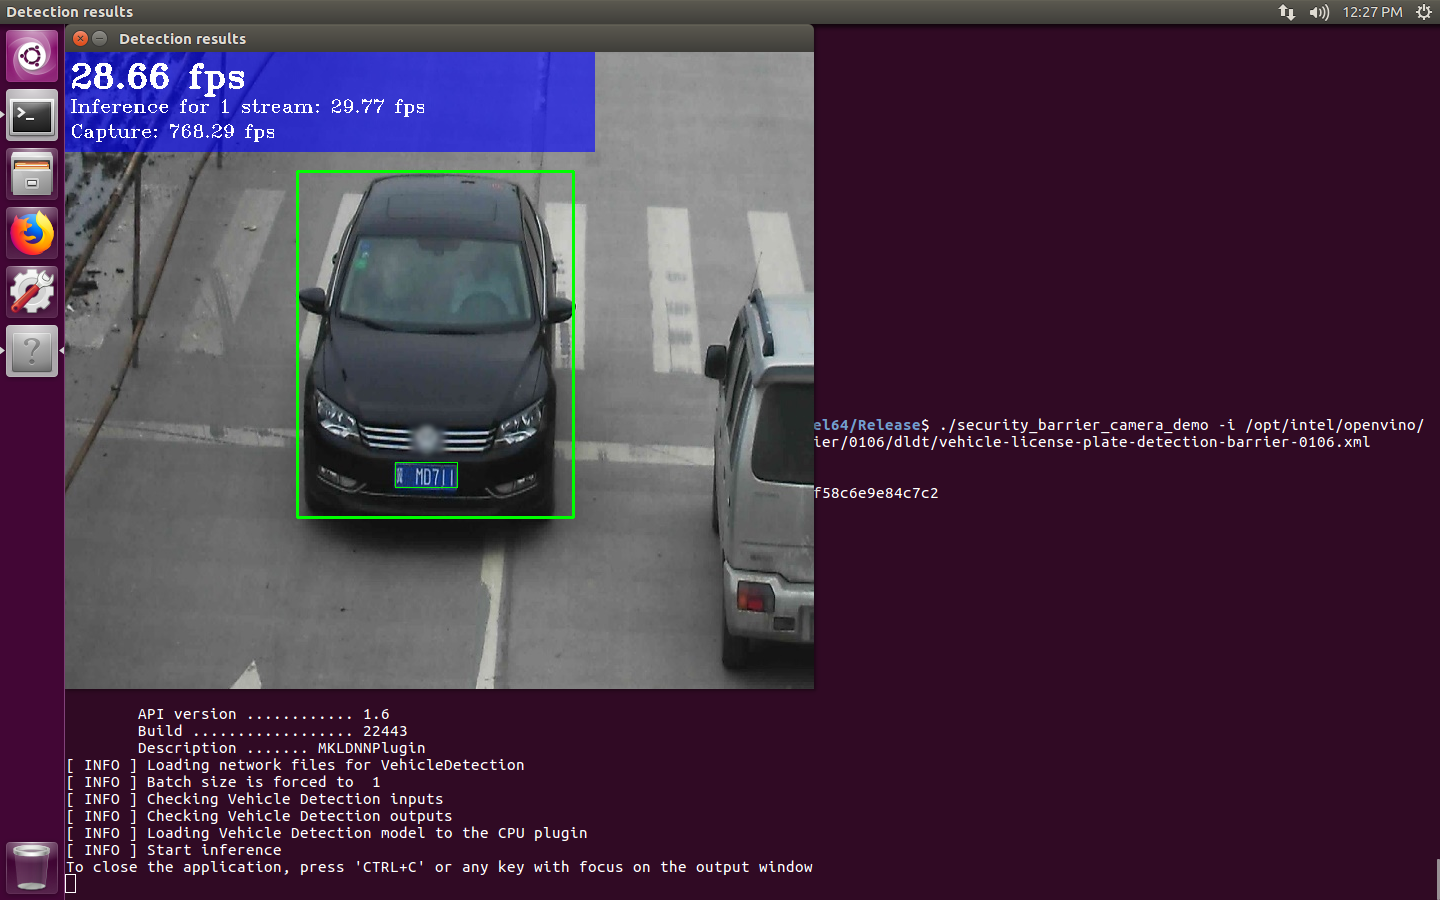 Detection results
12:27 PM
Detection results
28.66 fps
Inference for 1 stream: 29.77 fps
Capture: 768.29 fps
MD711
el64/Release$ ./security_barrier_camera_demo -i /opt/intel/openvino/
ier/0106/dldt/vehicle-license-plate-detection-barrier-0106.xml
f58c6e9e84c7c2
API version ............ 1.6
Build .................. 22443
Description ....... MKLDNNPlugin
[ INFO ] Loading network files for VehicleDetection
[ INFO ] Batch size is forced to  1
[ INFO ] Checking Vehicle Detection inputs
[ INFO ] Checking Vehicle Detection outputs
[ INFO ] Loading Vehicle Detection model to the CPU plugin
[ INFO ] Start inference
To close the application, press 'CTRL+C' or any key with focus on the output window